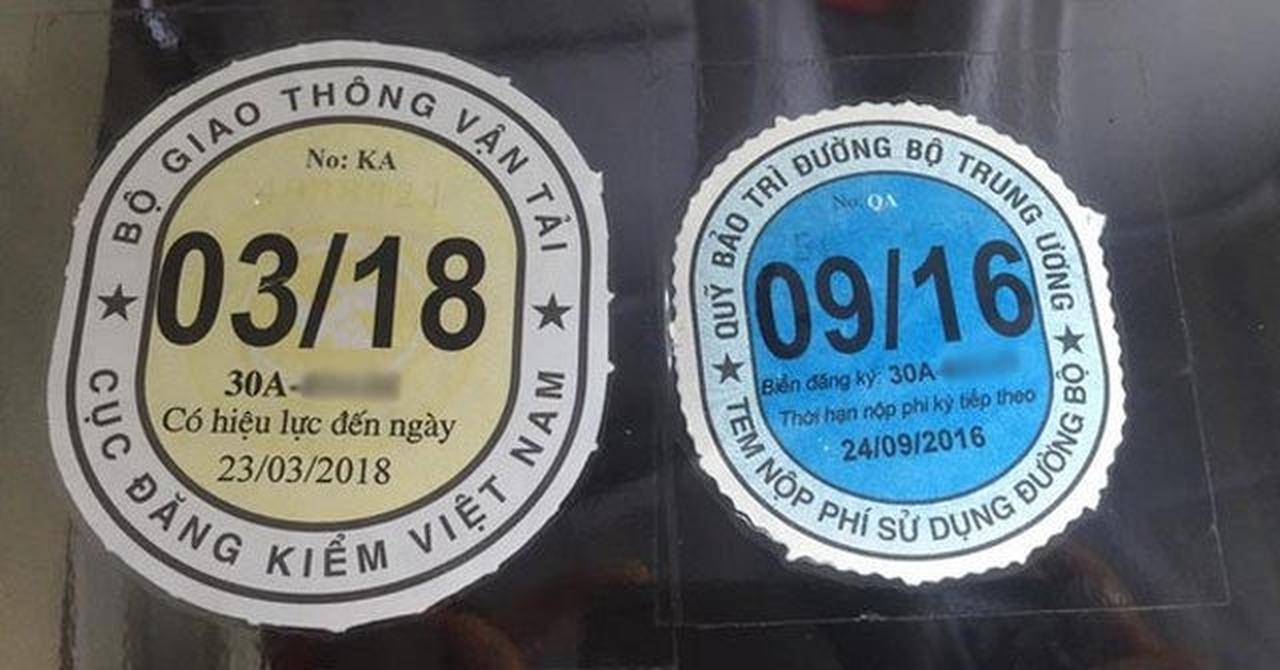 BỘ GIAO THÔNG VẬN TẢI
No: KA
03/18
30A-
Có hiệu lực đến ngày
23/03/2018
★ CỤC ĐĂNG KIỂM VIỆT NAM ★
QUỸ BẢO TRÌ ĐƯỜNG BỘ TRUNG ƯƠNG
No. QA
09/16
Biển đăng ký: 30A
Thời hạn nộp phí kỳ tiếp theo
24/09/2016
★ TEM NỘP PHÍ SỬ DỤNG ĐƯỜNG BỘ ★